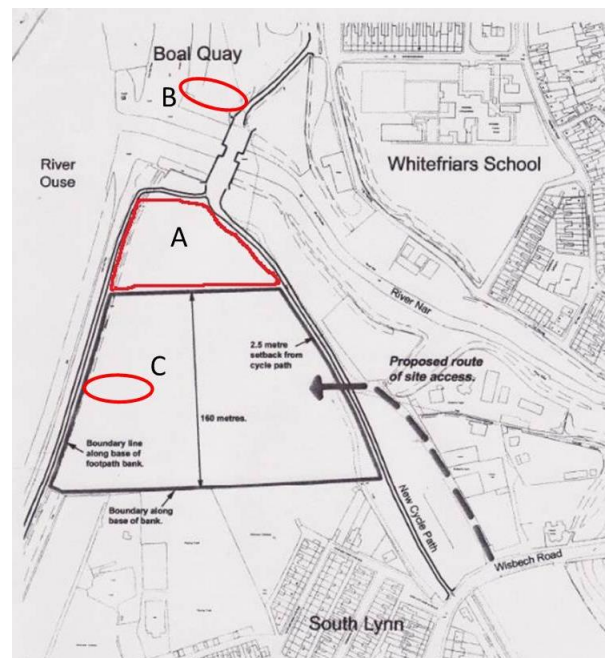 Boal Quay
B
River
Ouse
Whitefriars School
A
River Nar
2.5 metre
setback from
cycle path
Proposed route
of site access.
C
160 metres.
Boundary line
along base of
footpath bank.
Boundary along
base of bank.
New Cycle Path
Wisbech Road
South Lynn